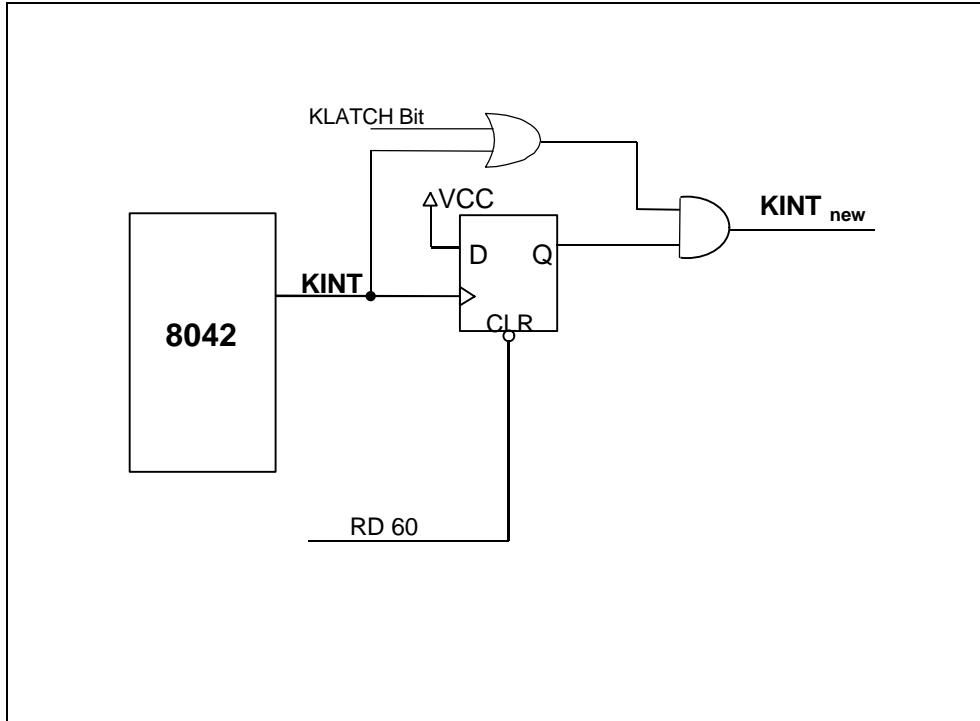 KLATCH Bit
VCC
KINT new
D Q
KINT
CLR
8042
RD 60